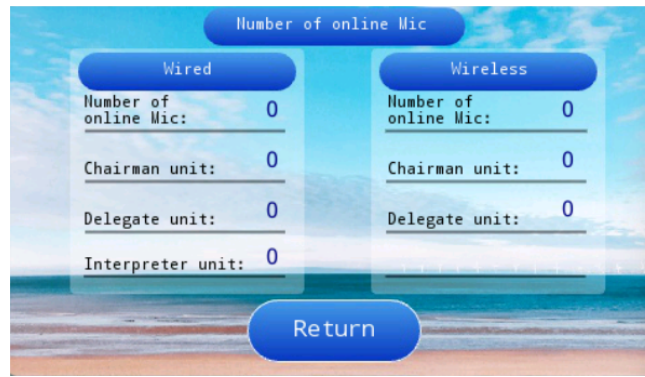 Number of online Mic
Wired
Number of
online Mic: 0
Chairman unit: 0
Delegate unit: 0
Interpreter unit: 0
Wireless
Number of
online Mic: 0
Chairman unit: 0
Delegate unit: 0
Return